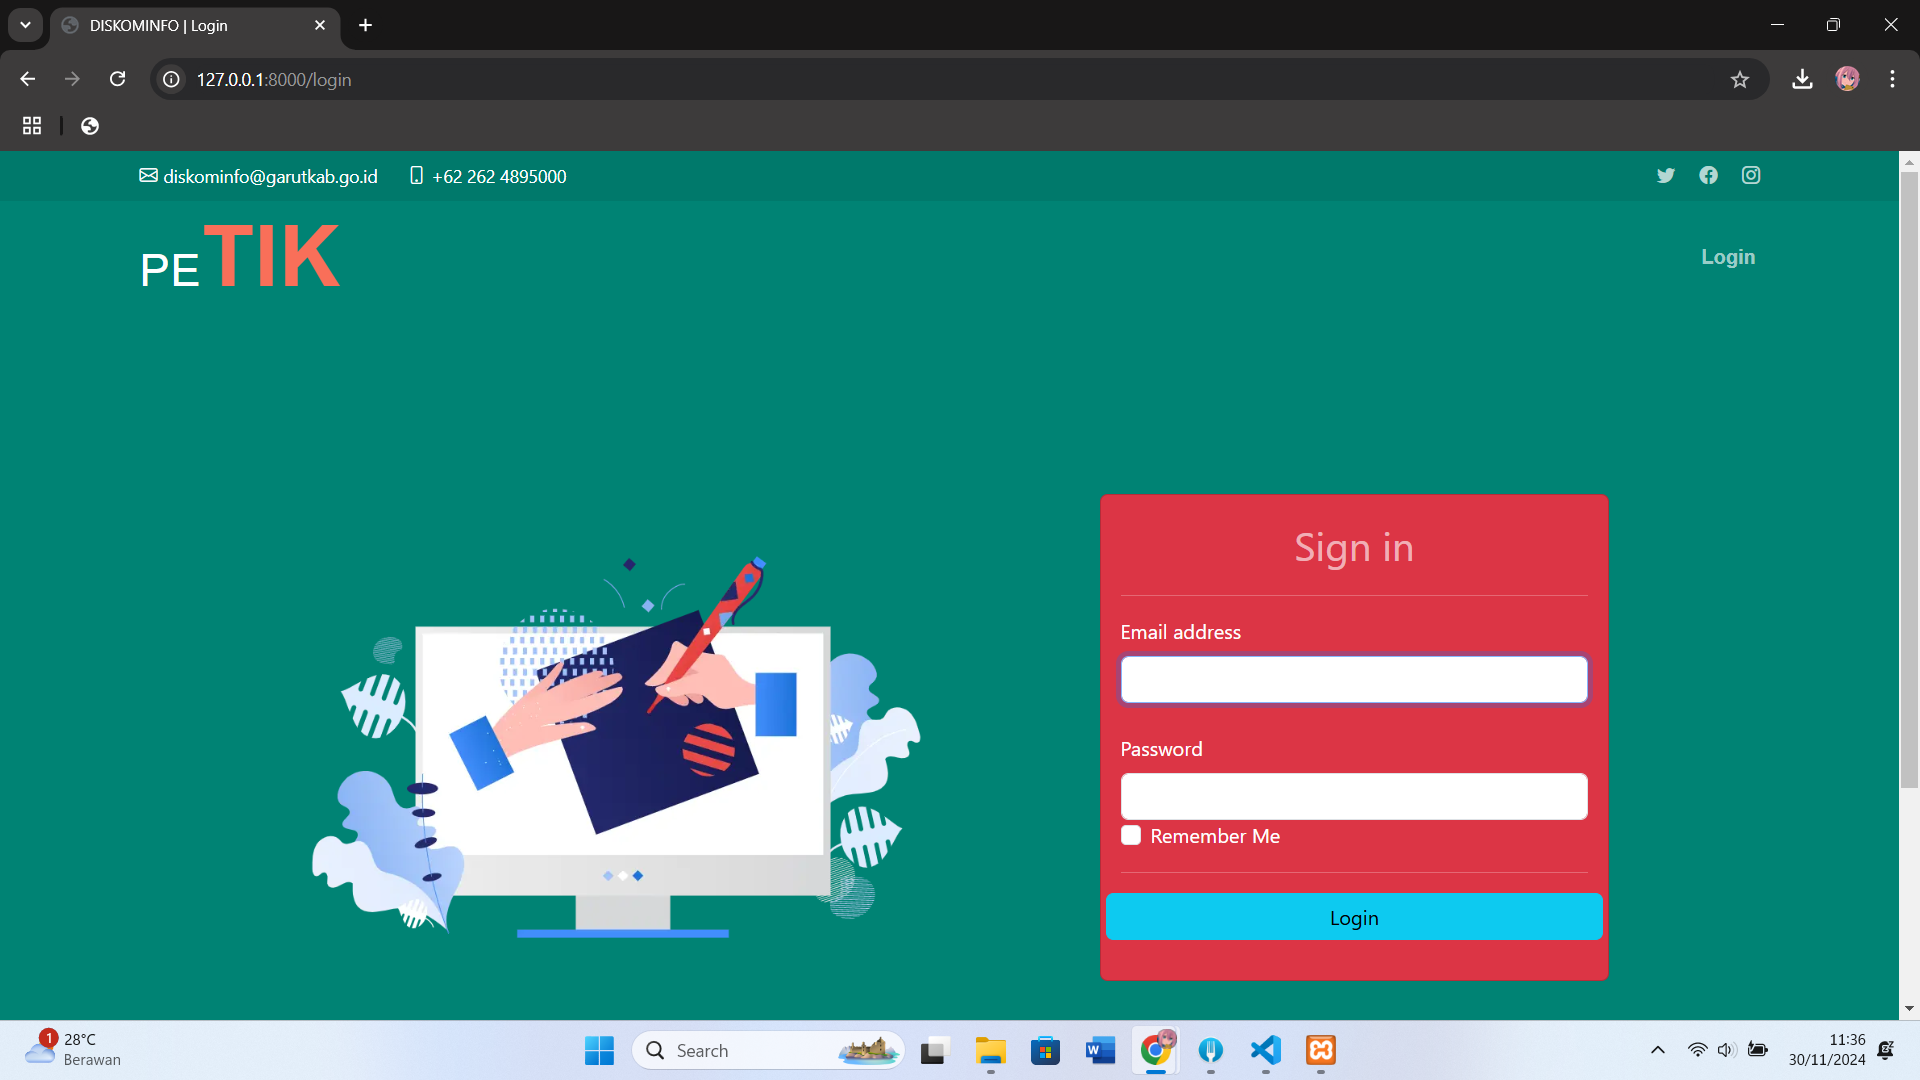 DISKOMINFO | Login
127.0.0.1:8000/login
diskominfo@garutkab.go.id +62 262 4895000
PETIK
Login
Sign in
Email address
Password
Remember Me
Login
1
28°C
Berawan
Search
11:36
30/11/2024